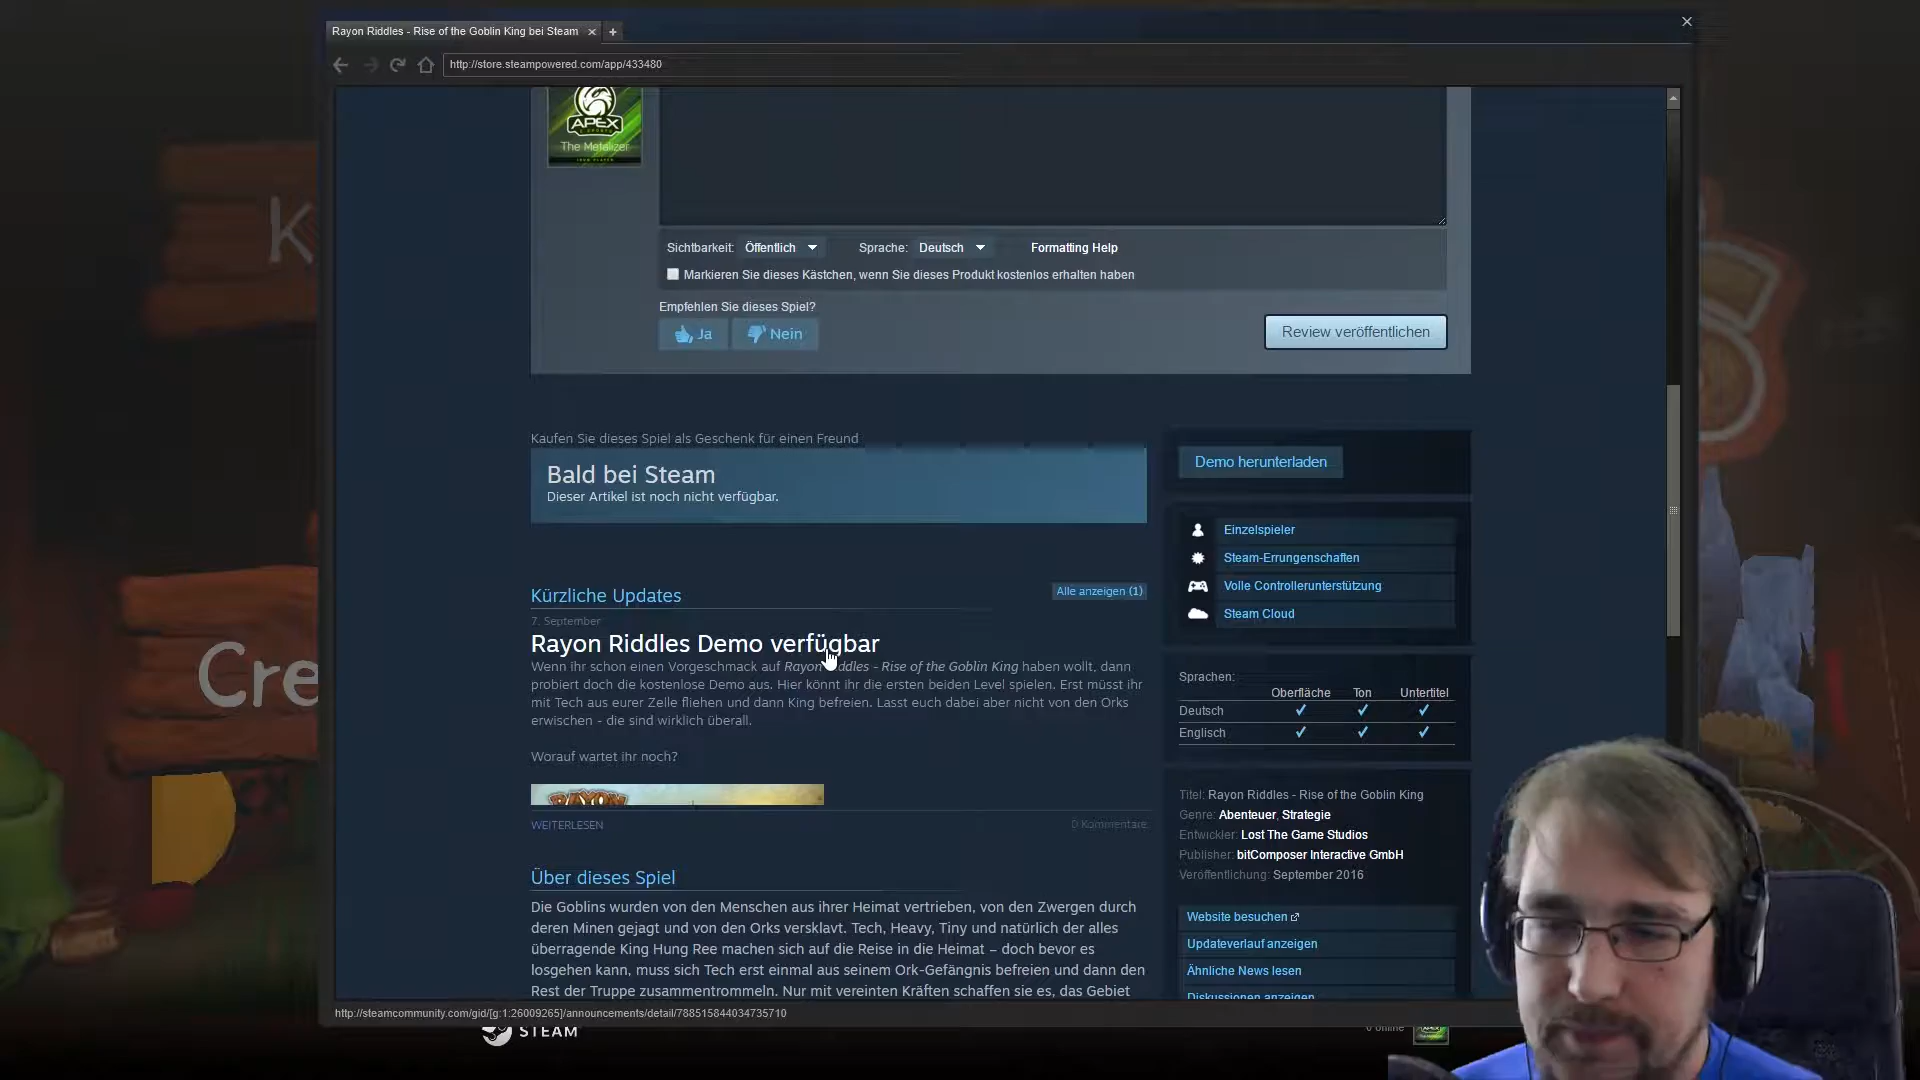 Rayon Riddles - Rise of the Goblin King bei Steam
http://store.steampowered.com/app/433480
APEX
The Metalizer
Sichtbarkeit: Öffentlich Sprache: Deutsch Formatting Help
Markieren Sie dieses Kästchen, wenn Sie dieses Produkt kostenlos erhalten haben
Empfehlen Sie dieses Spiel?
Ja Nein
Review veröffentlichen
Kaufen Sie dieses Spiel als Geschenk für einen Freund
Bald bei Steam
Dieser Artikel ist noch nicht verfügbar.
Kürzliche Updates
Alle anzeigen (1)
7. September
Rayon Riddles Demo verfügbar
Wenn ihr schon einen Vorgeschmack auf Rayon Riddles - Rise of the Goblin King haben wollt, dann
probiert doch die kostenlose Demo aus. Hier könnt ihr die ersten beiden Level spielen. Erst müsst ihr
mit Tech aus eurer Zelle fliehen und dann King befreien. Lasst euch dabei aber nicht von den Orks
erwischen - die sind wirklich überall.
Worauf wartet ihr noch?
RAYON
WEITERLESEN
0 Kommentare
Über dieses Spiel
Die Goblins wurden von den Menschen aus ihrer Heimat vertrieben, von den Zwergen durch
deren Minen gejagt und von den Orks versklavt. Tech, Heavy, Tiny und natürlich der alles
überragende King Hung Ree machen sich auf die Reise in die Heimat – doch bevor es
losgehen kann, muss sich Tech erst einmal aus seinem Ork-Gefängnis befreien und dann den
Rest der Truppe zusammentrommeln. Nur mit vereinten Kräften schaffen sie es, das Gebiet
Demo herunterladen
Einzelspieler
Steam-Errungenschaften
Volle Controllerunterstützung
Steam Cloud
Sprachen:
Oberfläche Ton Untertitel
Deutsch ✓ ✓ ✓
Englisch ✓ ✓ ✓
Titel: Rayon Riddles - Rise of the Goblin King
Genre: Abenteuer, Strategie
Entwickler: Lost The Game Studios
Publisher: bitComposer Interactive GmbH
Veröffentlichung: September 2016
Website besuchen
Updateverlauf anzeigen
Ähnliche News lesen
Diskussionen anzeigen
http://steamcommunity.com/gid/[g:1:26009265]/announcements/detail/788515844034735710
STEAM
0 online
K
Cre